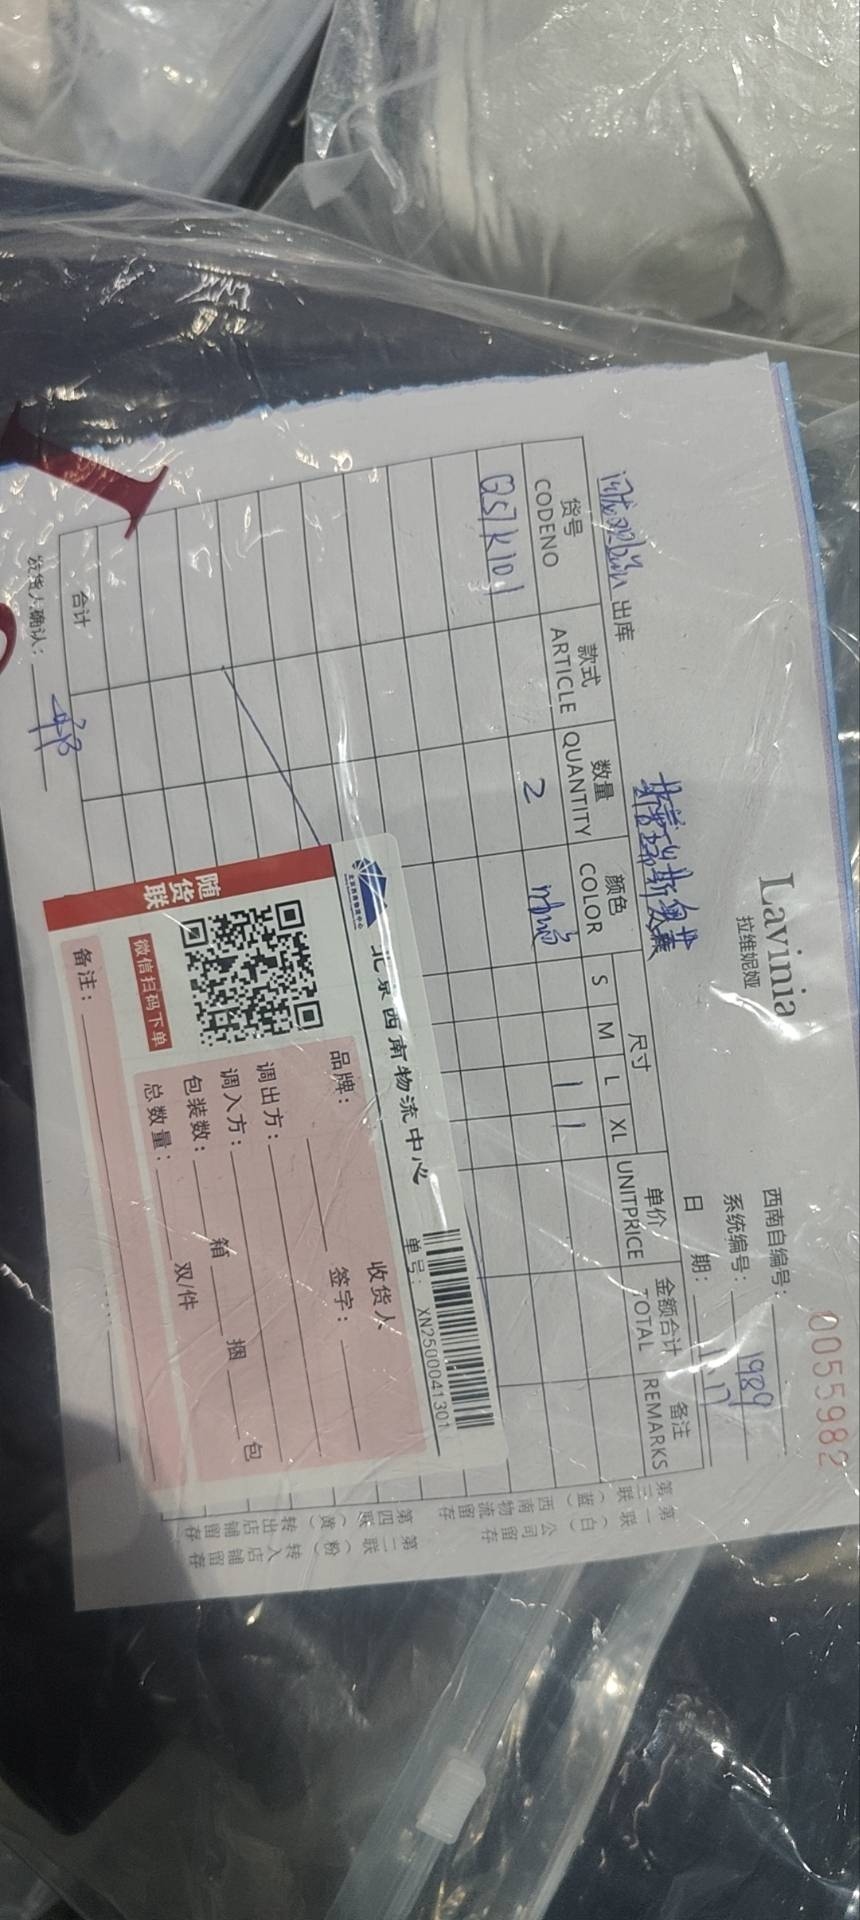 Lavinia
拉维妮娅
0055982
西南自编号:
系统编号: 1989
日 期: 1.17
出库
货号 款式 数量 颜色 尺寸 单价 金额合计 备注
CODENO ARTICLE QUANTITY COLOR S M L XL UNITPRICE TOTAL REMARKS
QS7K101 2 1 1
合计
发货人确认:
第一联(白)公司留存
第三联(蓝)西南物流留存
第四联(黄)转出店铺留存
第二联(粉)转入店铺留存
北京西南物流中心
单号: XN2500041301
随货联
微信扫码下单
品牌:
收货人
签字:
调出方:
调入方:
包装数: 箱 捆 包
总数量: 双/件
备注: